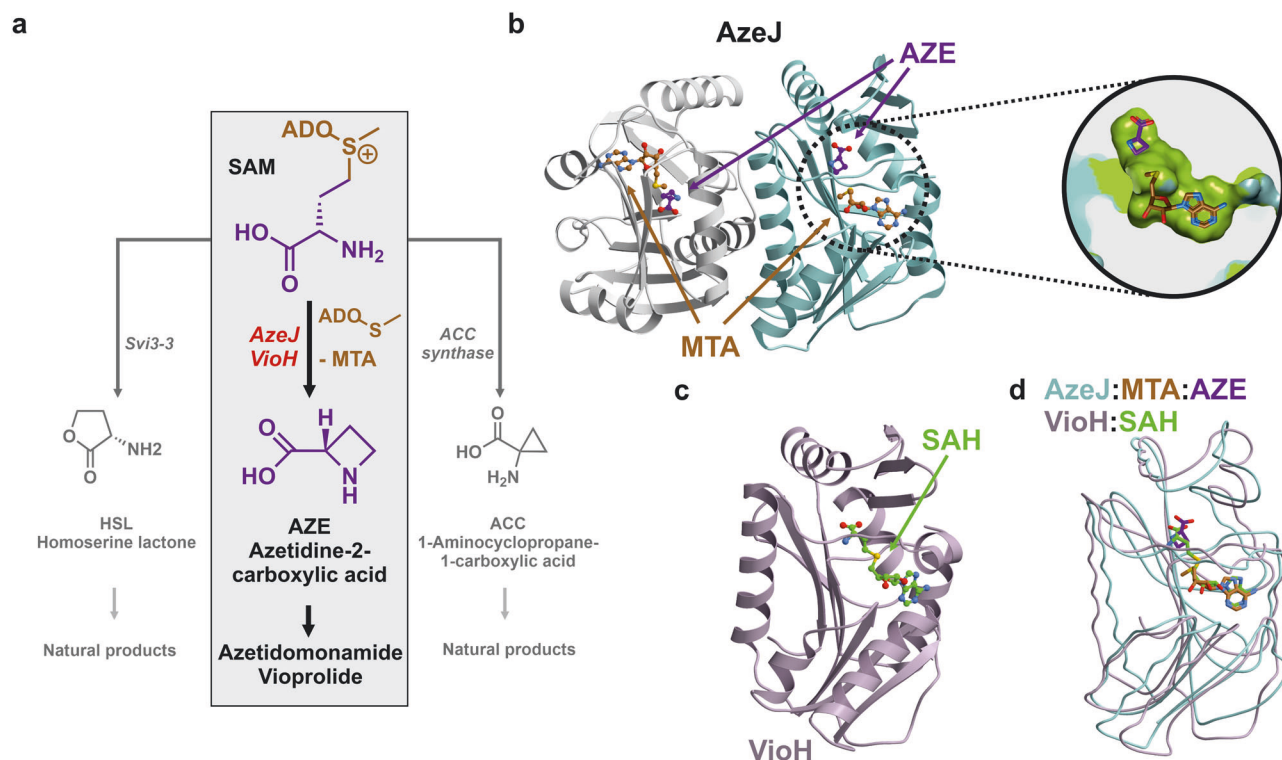 a
ADO
S
+
SAM
HO
O
NH₂
Svi3-3
AzeJ
VioH
ADO
S
- MTA
ACC
synthase
O
O
NH2
H
O
HO
N
H
O
HO
H₂N
HSL
Homoserine lactone
AZE
Azetidine-2-
carboxylic acid
ACC
1-Aminocyclopropane-
1-carboxylic acid
Natural products
Azetidomonamide
Vioprolide
Natural products
b
AzeJ
AZE
MTA
c
SAH
VioH
d
AzeJ:MTA:AZE
VioH:SAH